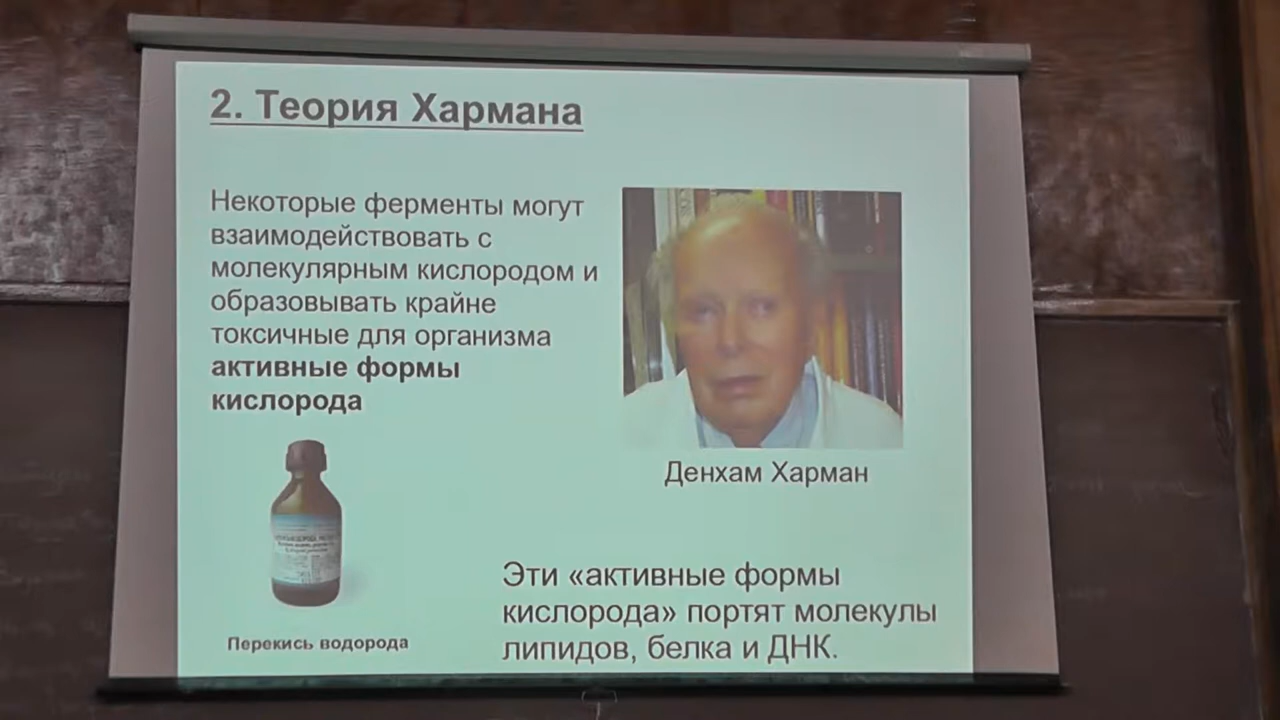 2. Теория Хармана
Некоторые ферменты могут
взаимодействовать с
молекулярным кислородом и
образовывать крайне
токсичные для организма
активные формы
кислорода
Денхам Харман
Перекись водорода
Эти «активные формы
кислорода» портят молекулы
липидов, белка и ДНК.